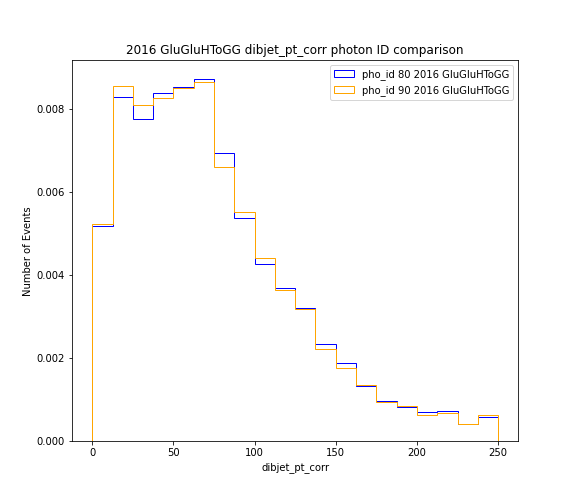 2016 GluGluHToGG dibjet_pt_corr photon ID comparison
pho_id 80 2016 GluGluHToGG
pho_id 90 2016 GluGluHToGG
Number of Events
0.008
0.006
0.004
0.002
0.000
0
50
100
150
200
250
dibjet_pt_corr